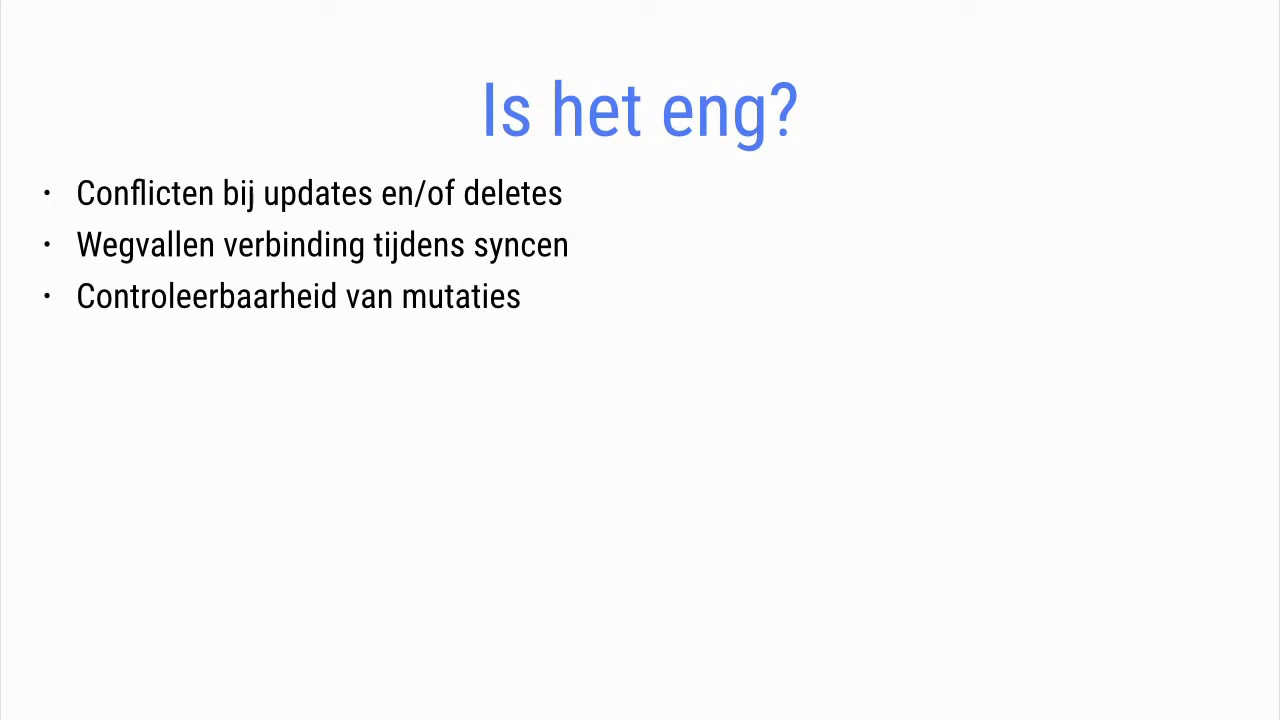 Is het eng?
• Conflicten bij updates en/of deletes
• Wegvallen verbinding tijdens syncen
• Controleerbaarheid van mutaties